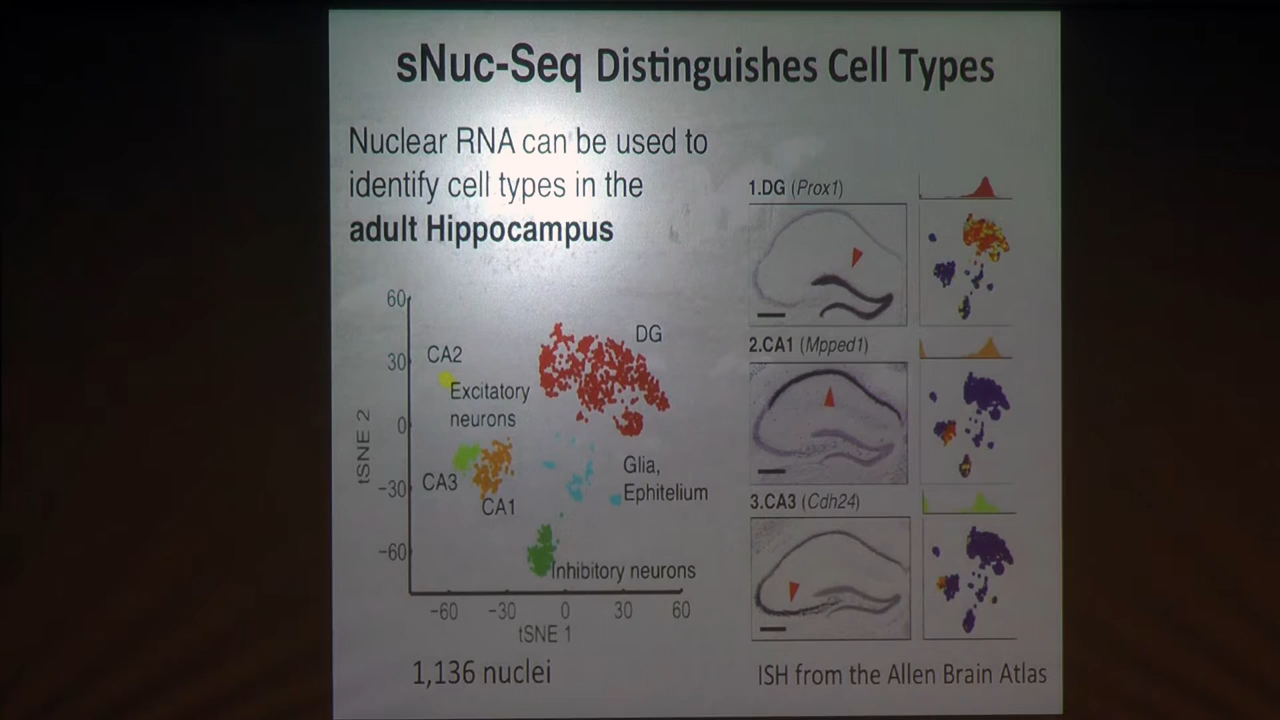 sNuc-Seq Distinguishes Cell Types
Nuclear RNA can be used to
identify cell types in the
adult Hippocampus
60
30
0
−30
−60
tSNE 2
CA2
Excitatory
neurons
CA3
CA1
DG
Glia,
Ephitelium
Inhibitory neurons
−60 −30 0 30 60
tSNE 1
1,136 nuclei
1.DG (Prox1)
2.CA1 (Mpped1)
3.CA3 (Cdh24)
ISH from the Allen Brain Atlas